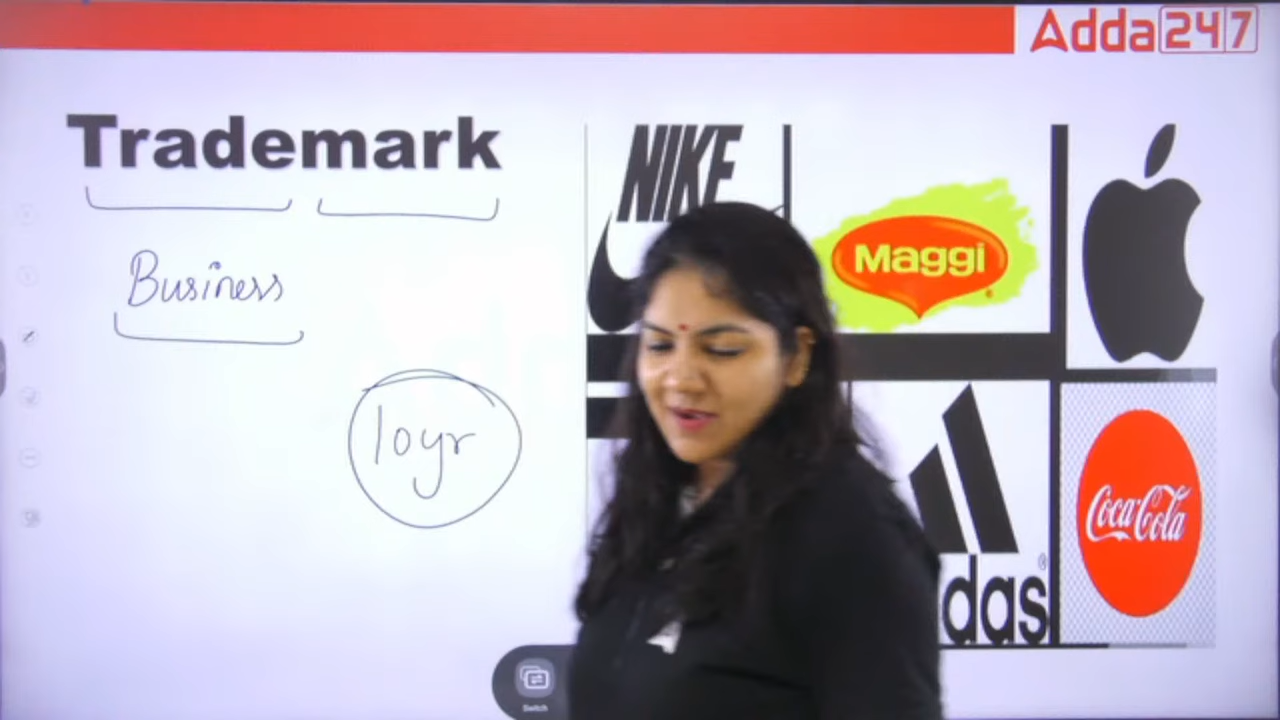 Adda247
Trademark
Business
10yr
NIKE
Maggi
das®
Coca-Cola
Switch